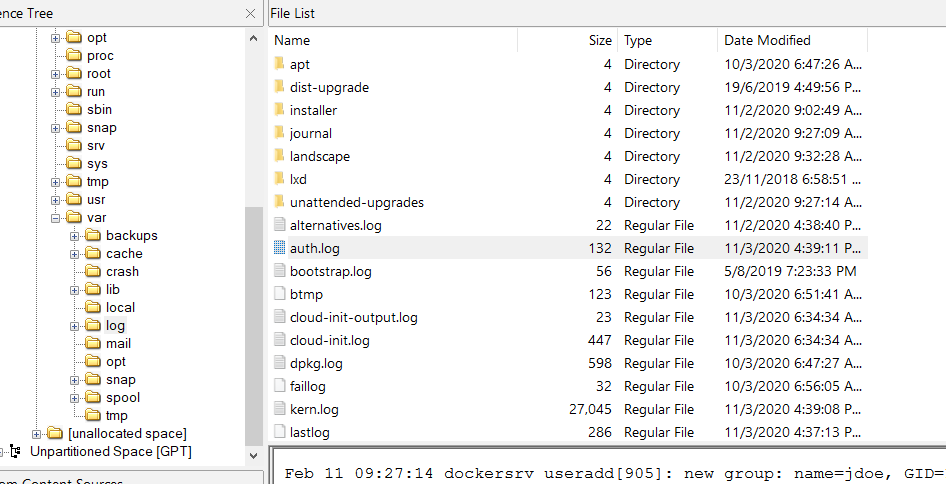 ence Tree
opt
proc
root
run
sbin
snap
srv
sys
tmp
usr
var
backups
cache
crash
lib
local
log
mail
opt
snap
spool
tmp
[unallocated space]
Unpartitioned Space [GPT]
om Content Sources
File List
Name Size Type Date Modified
apt 4 Directory 10/3/2020 6:47:26 A...
dist-upgrade 4 Directory 19/6/2019 4:49:56 P...
installer 4 Directory 11/2/2020 9:02:49 A...
journal 4 Directory 11/2/2020 9:27:09 A...
landscape 4 Directory 11/2/2020 9:32:28 A...
lxd 4 Directory 23/11/2018 6:58:51 ...
unattended-upgrades 4 Directory 11/2/2020 9:27:14 A...
alternatives.log 22 Regular File 11/2/2020 4:38:40 P...
auth.log 132 Regular File 11/3/2020 4:39:11 P...
bootstrap.log 56 Regular File 5/8/2019 7:23:33 PM
btmp 123 Regular File 10/3/2020 6:51:41 A...
cloud-init-output.log 23 Regular File 11/3/2020 6:34:34 A...
cloud-init.log 447 Regular File 11/3/2020 6:34:34 A...
dpkg.log 598 Regular File 10/3/2020 6:47:27 A...
faillog 32 Regular File 10/3/2020 6:56:05 A...
kern.log 27,045 Regular File 11/3/2020 4:39:08 P...
lastlog 286 Regular File 11/3/2020 4:37:13 P...
Feb 11 09:27:14 dockersrv useradd[905]: new group: name=jdoe, GID=